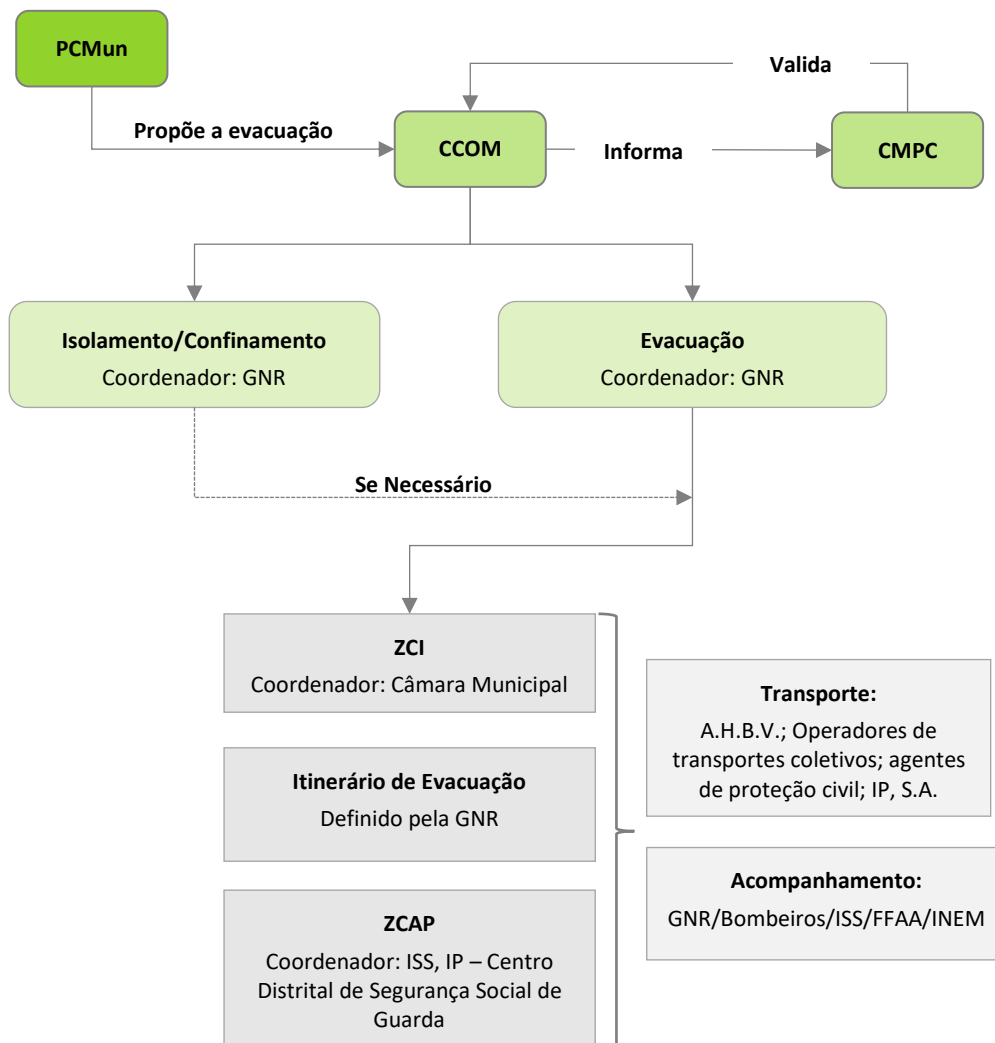 PCMun
Valida
Propõe a evacuação
CCOM
Informa
CMPC
Isolamento/Confinamento
Coordenador: GNR
Evacuação
Coordenador: GNR
Se Necessário
ZCI
Coordenador: Câmara Municipal
Itinerário de Evacuação
Definido pela GNR
ZCAP
Coordenador: ISS, IP – Centro
Distrital de Segurança Social de
Guarda
Transporte:
A.H.B.V.; Operadores de
transportes coletivos; agentes
de proteção civil; IP, S.A.
Acompanhamento:
GNR/Bombeiros/ISS/FFAA/INEM